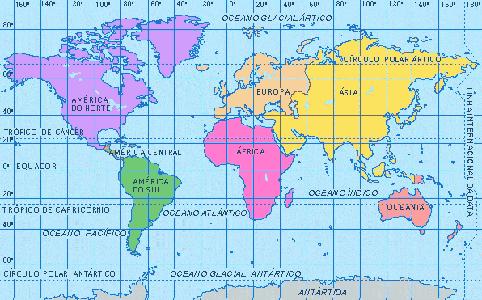 160° 140° 120° 100° 80° 60° 40° 20° 0° 20° 40° 60° 80° 100° 120° 140° 160° 180°
OCEANO GLACIAL ÁRTICO
CÍRCULO POLAR ÁRTICO
60°
EUROPA
ÁSIA
AMÉRICA
DO NORTE
40°
TRÓPICO DE CÂNCER
20°
AMÉRICA CENTRAL
ÁFRICA
0°
EQUADOR
AMÉRICA
DO SUL
OCEANO ÍNDICO
LINHA INTERNACIONAL DA DATA
20°
TRÓPICO DE CAPRICÓRNIO
OCEANO ATLÂNTICO
OCEANIA
OCEANO PACÍFICO
40°
60°
CÍRCULO POLAR ANTÁRTICO
OCEANO GLACIAL ANTÁRTICO
ANTÁRTIDA